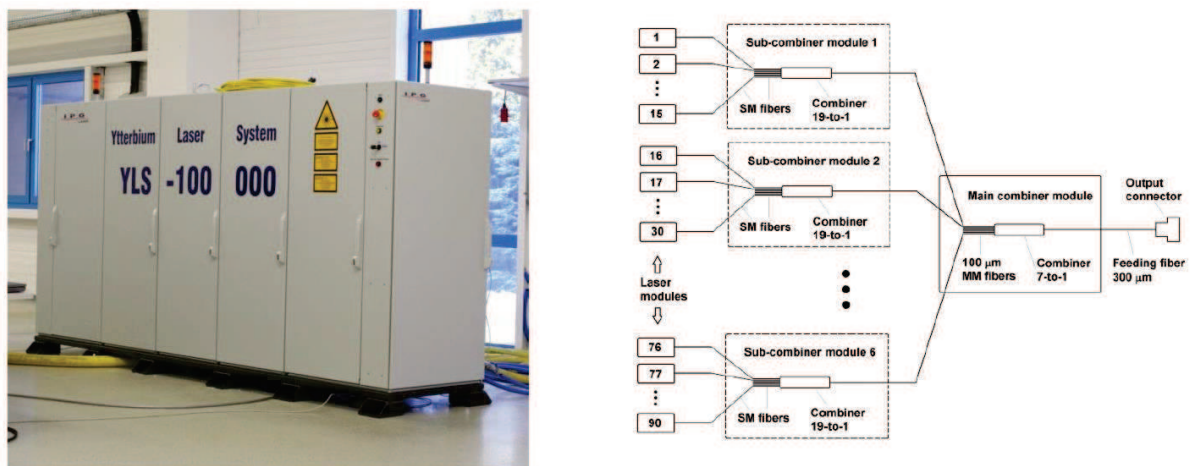 I.P.G
Ytterbium Laser System
YLS -100 000
I.P.G
1
2
15
Sub-combiner module 1
SM fibers
Combiner
19-to-1
16
17
30
Sub-combiner module 2
SM fibers
Combiner
19-to-1
Laser
modules
76
77
90
Sub-combiner module 6
SM fibers
Combiner
19-to-1
Main combiner module
100 μm
MM fibers
Combiner
7-to-1
Output
connector
Feeding fiber
300 μm